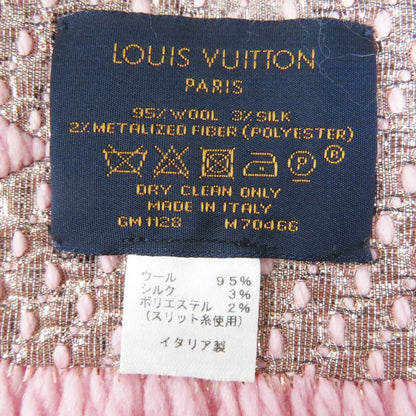 LOUIS VUITTON
PARIS
95% WOOL 3% SILK
2% METALIZED FIBER (POLYESTER)
P ®
DRY CLEAN ONLY
MADE IN ITALY
GM1128 M70466
ウール 95%
シルク 3%
ポリエステル 2%
(スリット糸使用)
イタリア製